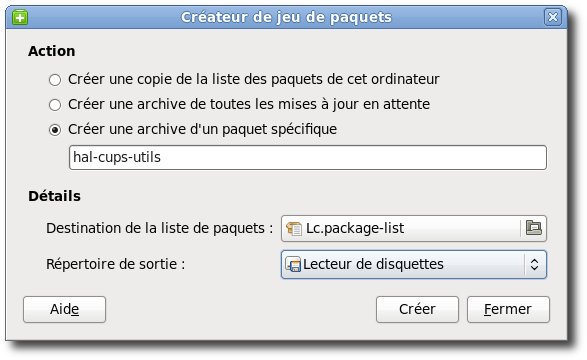 Créateur de jeu de paquets
Action
Créer une copie de la liste des paquets de cet ordinateur
Créer une archive de toutes les mises à jour en attente
Créer une archive d'un paquet spécifique
hal-cups-utils
Détails
Destination de la liste de paquets : Lc.package-list
Répertoire de sortie : Lecteur de disquettes
Aide Créer Fermer